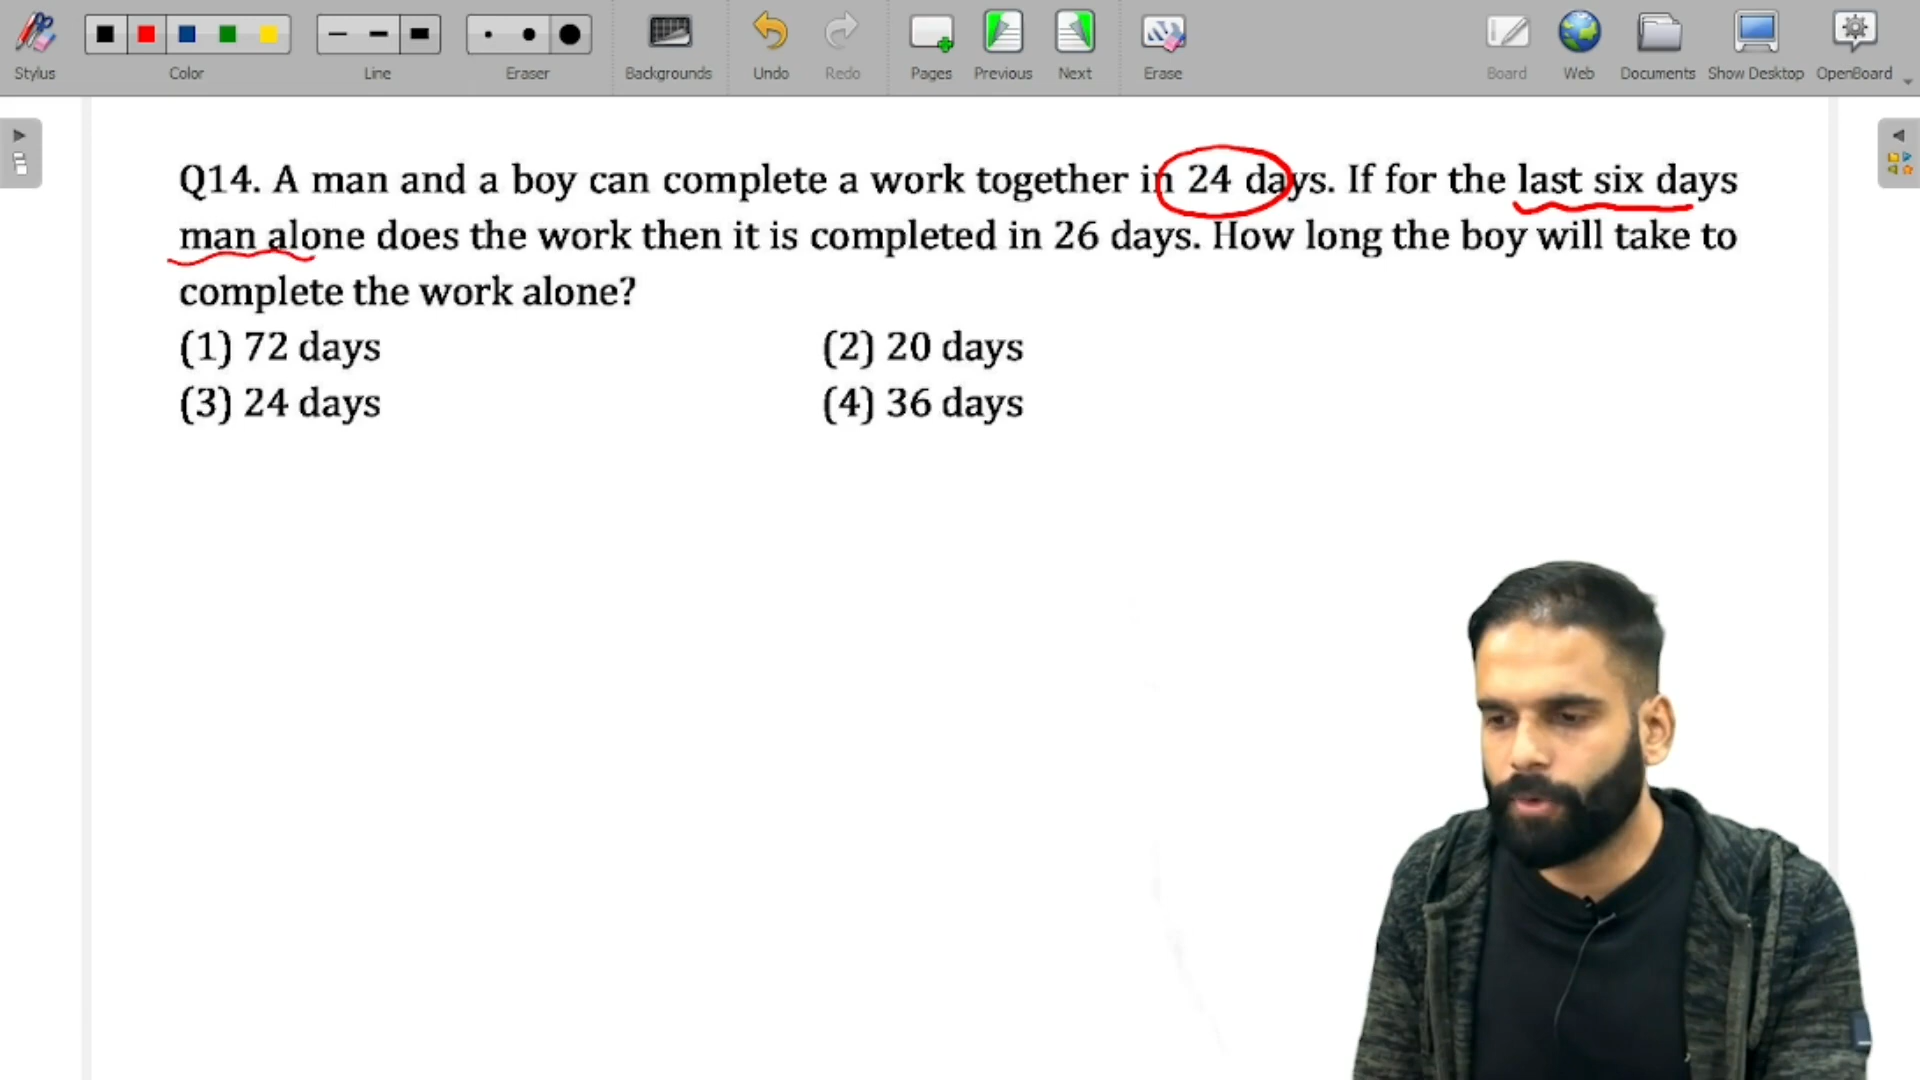 Stylus
Color
Line
Eraser
Backgrounds
Undo
Redo
Pages
Previous
Next
Erase
Board
Web
Documents
Show Desktop
OpenBoard
Q14. A man and a boy can complete a work together in 24 days. If for the last six days
man alone does the work then it is completed in 26 days. How long the boy will take to
complete the work alone?
(1) 72 days (2) 20 days
(3) 24 days (4) 36 days